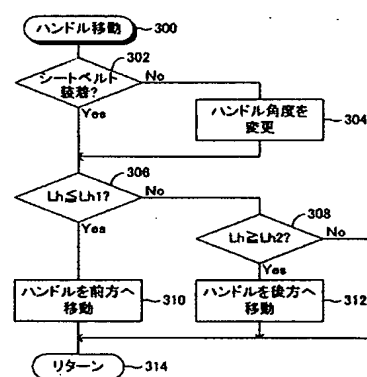 ハンドル移動
300
302
シートベルト
装着?
No
Yes
ハンドル角度を
変更
304
306
Lh≦Lh1?
No
Yes
308
Lh≧Lh2?
No
Yes
ハンドルを前方へ
移動
310
ハンドルを後方へ
移動
312
リターン
314